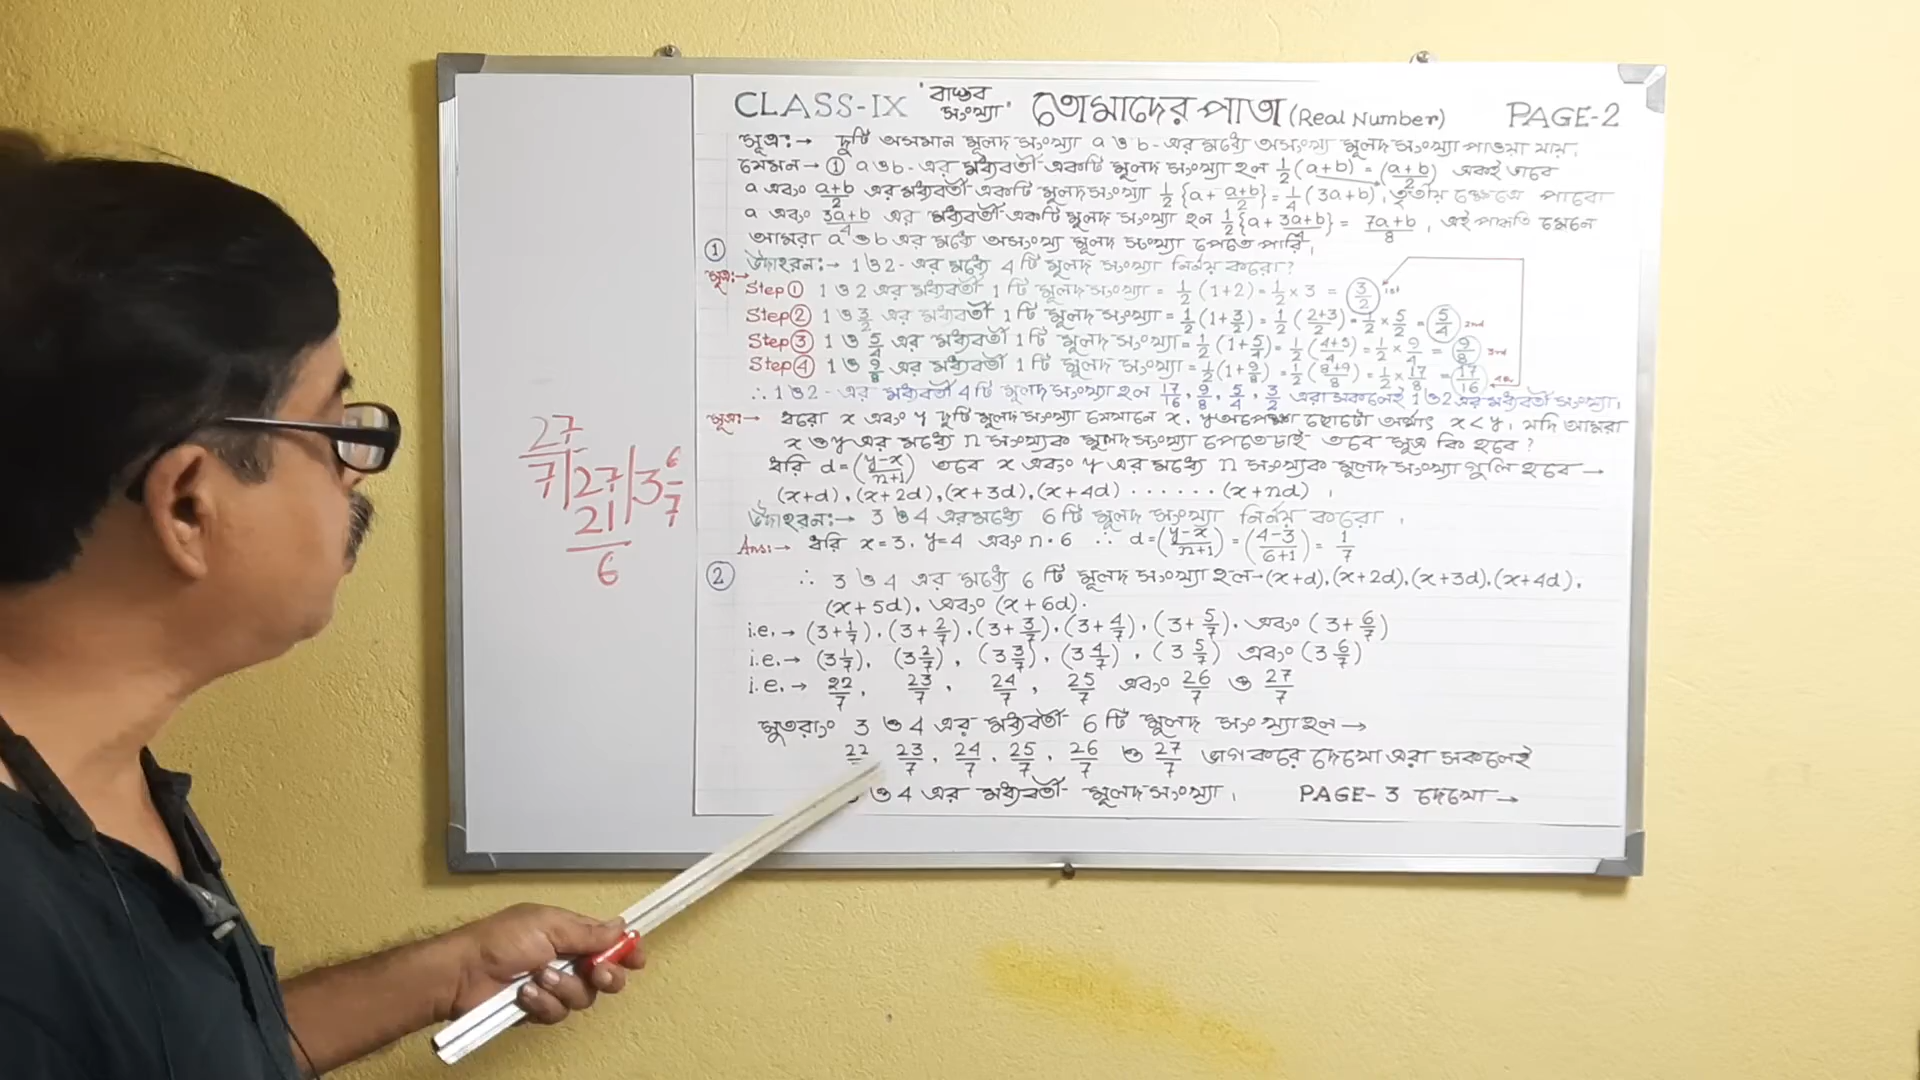 CLASS-IX "বাস্তব সংখ্যা" তোমাদের পাতা (Real Number) PAGE-2
সূত্র:→ দুটি অসমান মূলদ সংখ্যা a ও b-এর মধ্যে অসংখ্য মূলদ সংখ্যা পাওয়া যায়,
যেমন→ ① a ও b-এর মধ্যবর্তী একটি মূলদ সংখ্যা হল 1/2 (a+b) = (a+b)/2 একই ভাবে
a এবং (a+b)/2 এর মধ্যবর্তী একটি মূলদ সংখ্যা 1/2 {a + (a+b)/2} = 1/4 (3a+b), তৃতীয় ক্ষেত্রে পাবো
a এবং (3a+b)/4 এর মধ্যবর্তী একটি মূলদ সংখ্যা হল 1/2 {a + (3a+b)/4} = (7a+b)/8, এই পদ্ধতি মেনে
আমরা a ও b এর মধ্যে অসংখ্য মূলদ সংখ্যা পেতে পারি,
① উদাহরন:→ 1 ও 2-এর মধ্যে 4 টি মূলদ সংখ্যা নির্নয় করো?
সূত্র:→
Step① 1 ও 2 এর মধ্যবর্তী 1 টি মূলদ সংখ্যা = 1/2 (1+2) = 1/2 × 3 = 3/2 1st
Step② 1 ও 3/2 এর মধ্যবর্তী 1 টি মূলদ সংখ্যা = 1/2 (1+3/2) = 1/2 ((2+3)/2) = 1/2 × 5/2 = 5/4 2nd
Step③ 1 ও 5/4 এর মধ্যবর্তী 1 টি মূলদ সংখ্যা = 1/2 (1+5/4) = 1/2 ((4+5)/4) = 1/2 × 9/4 = 9/8 3rd
Step④ 1 ও 9/8 এর মধ্যবর্তী 1 টি মূলদ সংখ্যা = 1/2 (1+9/8) = 1/2 ((8+9)/8) = 1/2 × 17/8 = 17/16 4th
∴ 1 ও 2-এর মধ্যবর্তী 4 টি মূলদ সংখ্যা হল 17/16, 9/8, 5/4, 3/2 এরা সকলেই 1 ও 2 এর মধ্যবর্তী সংখ্যা,
সূত্র:→ ধরো x এবং y দুটি মূলদ সংখ্যা যেখানে x, y অপেক্ষা ছোটো অর্থাৎ x < y, যদি আমরা
x ও y এর মধ্যে n সংখ্যক মূলদ সংখ্যা পেতে চাই তবে সূত্র কি হবে?
ধরি d = ((y-x)/(n+1)) তবে x এবং y এর মধ্যে n সংখ্যক মূলদ সংখ্যা গুলি হবে →
(x+d), (x+2d), (x+3d), (x+4d) ...... (x+nd),
উদাহরন:→ 3 ও 4 এর মধ্যে 6 টি মূলদ সংখ্যা নির্নয় করো,
Ans:→ ধরি x=3, y=4 এবং n·6 ∴ d = ((y-x)/(n+1)) = ((4-3)/(6+1)) = 1/7
② ∴ 3 ও 4 এর মধ্যে 6 টি মূলদ সংখ্যা হল-(x+d), (x+2d), (x+3d), (x+4d),
(x+5d), এবং (x+6d).
i.e.→ (3+1/7), (3+2/7), (3+3/7), (3+4/7), (3+5/7), এবং (3+6/7)
i.e.→ (3 1/7), (3 2/7), (3 3/7), (3 4/7), (3 5/7) এবং (3 6/7)
i.e.→ 22/7, 23/7, 24/7, 25/7 এবং 26/7 ও 27/7
সুতরাং 3 ও 4 এর মধ্যবর্তী 6 টি মূলদ সংখ্যা হল →
22 23/7, 24/7, 25/7, 26/7 ও 27/7 ভাগ করে দেখো এরা সকলেই
ও 4 এর মধ্যবর্তী মূলদ সংখ্যা, PAGE-3 দেখো→
27
7|27|3 6/7
21
6